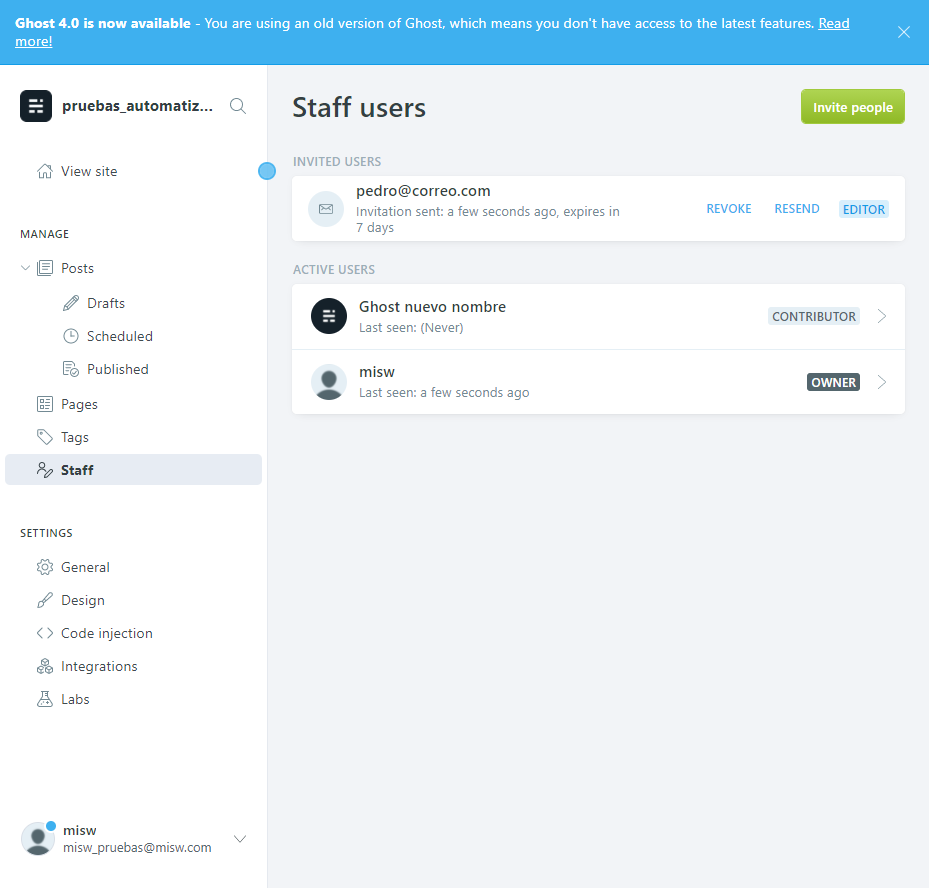 Ghost 4.0 is now available - You are using an old version of Ghost, which means you don't have access to the latest features. Read
more!
pruebas_automatiz...
View site
MANAGE
Posts
Drafts
Scheduled
Published
Pages
Tags
Staff
SETTINGS
General
Design
Code injection
Integrations
Labs
misw
misw_pruebas@misw.com
Staff users
Invite people
INVITED USERS
pedro@correo.com
Invitation sent: a few seconds ago, expires in
7 days
REVOKE RESEND EDITOR
ACTIVE USERS
Ghost nuevo nombre
Last seen: (Never)
CONTRIBUTOR
misw
Last seen: a few seconds ago
OWNER